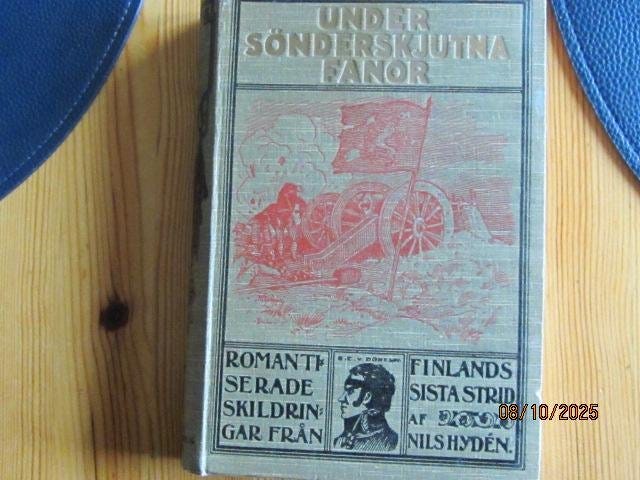 UNDER
SÖNDERSKJUTNA
FANOR
ROMANTI-
SERADE
SKILDRIN-
GAR FRÅN
FINLANDS
SISTA STRID
AF
NILS HYDÉN.
08/10/2025